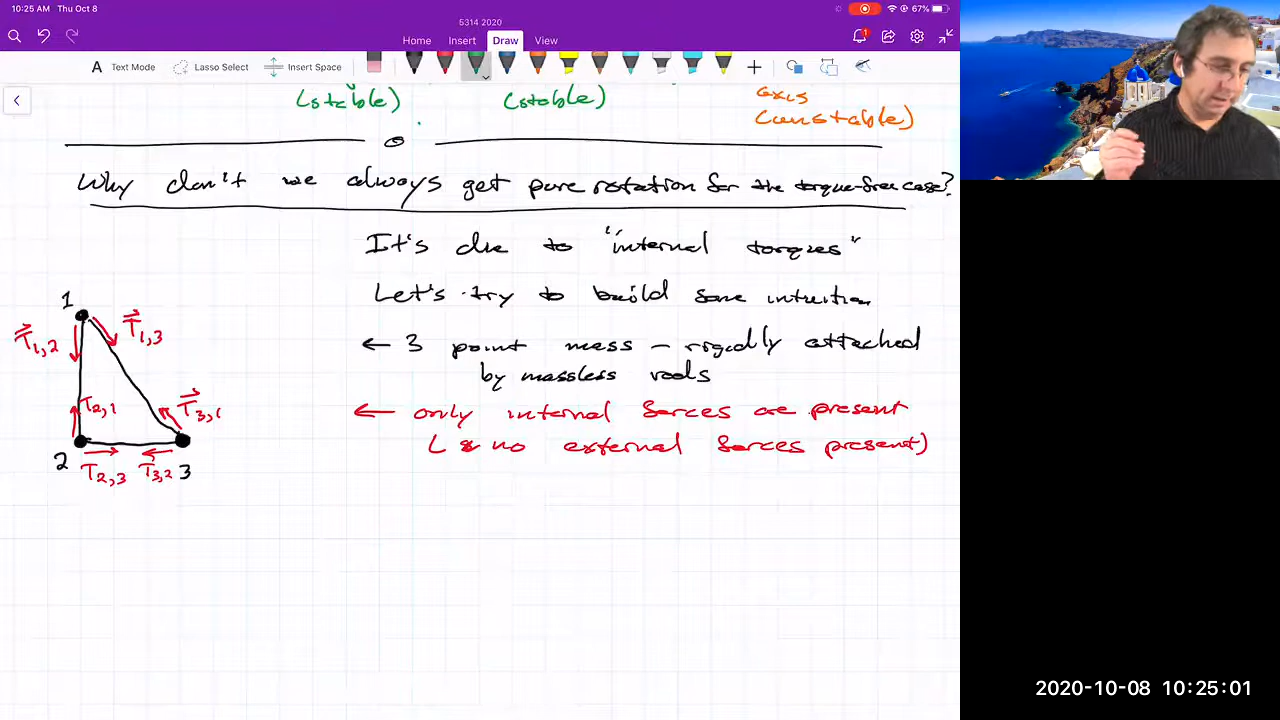 10:25 AM Thu Oct 8
67%
5314 2020
Home Insert Draw View
1
A Text Mode Lasso Select Insert Space
(stable) (stable) axis
(unstable)
Why don't we always get pure rotation for the torque-free case?
It's due to "internal torques"
Let's try to build some intuition
← 3 point mass – rigidly attached
by massless rods
← only internal forces are present
(& no external forces present)
1
T1,2 T1,3
T2,1 T3,1
2 3
T2,3 T3,2
2020-10-08 10:25:01